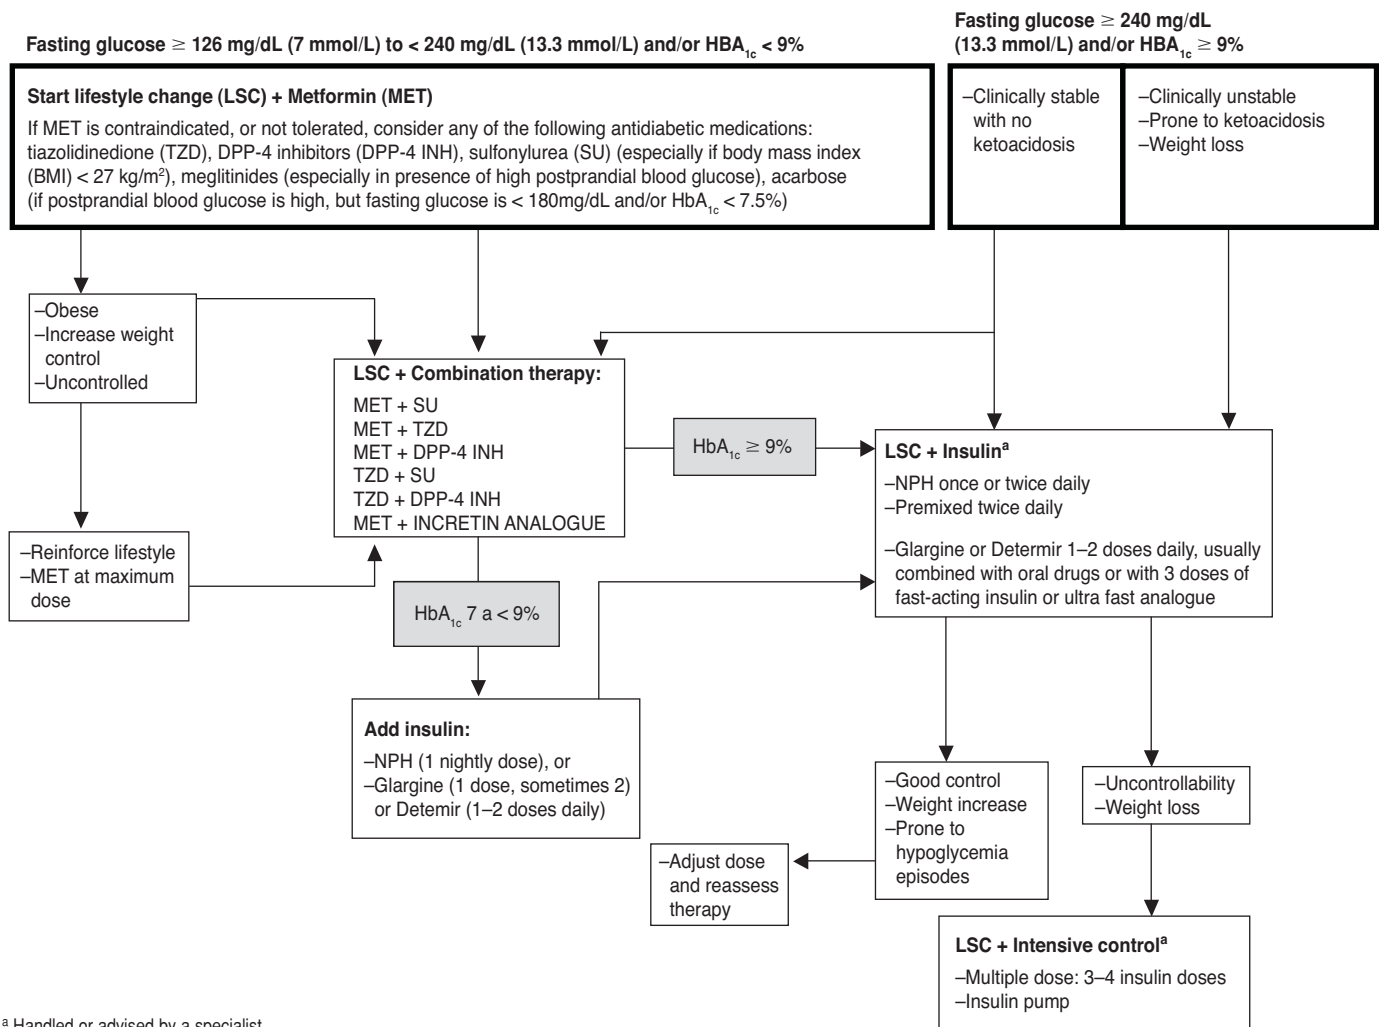 Fasting glucose ≥ 126 mg/dL (7 mmol/L) to < 240 mg/dL (13.3 mmol/L) and/or HBA1c < 9%
Fasting glucose ≥ 240 mg/dL
(13.3 mmol/L) and/or HBA1c ≥ 9%
Start lifestyle change (LSC) + Metformin (MET)
If MET is contraindicated, or not tolerated, consider any of the following antidiabetic medications:
tiazolidinedione (TZD), DPP-4 inhibitors (DPP-4 INH), sulfonylurea (SU) (especially if body mass index
(BMI) < 27 kg/m²), meglitinides (especially in presence of high postprandial blood glucose), acarbose
(if postprandial blood glucose is high, but fasting glucose is < 180mg/dL and/or HbA1c < 7.5%)
–Clinically stable
with no
ketoacidosis
–Clinically unstable
–Prone to ketoacidosis
–Weight loss
–Obese
–Increase weight
control
–Uncontrolled
LSC + Combination therapy:
MET + SU
MET + TZD
MET + DPP-4 INH
TZD + SU
TZD + DPP-4 INH
MET + INCRETIN ANALOGUE
HbA1c ≥ 9%
LSC + Insulinª
–NPH once or twice daily
–Premixed twice daily
–Glargine or Determir 1–2 doses daily, usually
combined with oral drugs or with 3 doses of
fast-acting insulin or ultra fast analogue
–Reinforce lifestyle
–MET at maximum
dose
HbA1c 7 a < 9%
Add insulin:
–NPH (1 nightly dose), or
–Glargine (1 dose, sometimes 2)
or Detemir (1–2 doses daily)
–Good control
–Weight increase
–Prone to
hypoglycemia
episodes
–Uncontrollability
–Weight loss
–Adjust dose
and reassess
therapy
LSC + Intensive controlª
–Multiple dose: 3–4 insulin doses
–Insulin pump
ª Handled or advised by a specialist